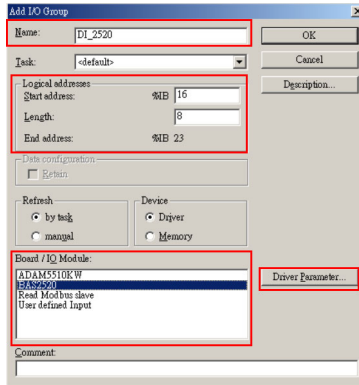 Add I/O Group
Name: DI_2520
OK
Task: <default>
Cancel
Logical addresses
Description...
Start address: %IB 16
Length: 8
End address: %IB 23
Data configuration
Retain
Refresh
Device
by task
Driver
manual
Memory
Board / IO Module:
ADAM5510KW
BAS2520
Read Modbus slave
User defined Input
Driver Parameter...
Comment: